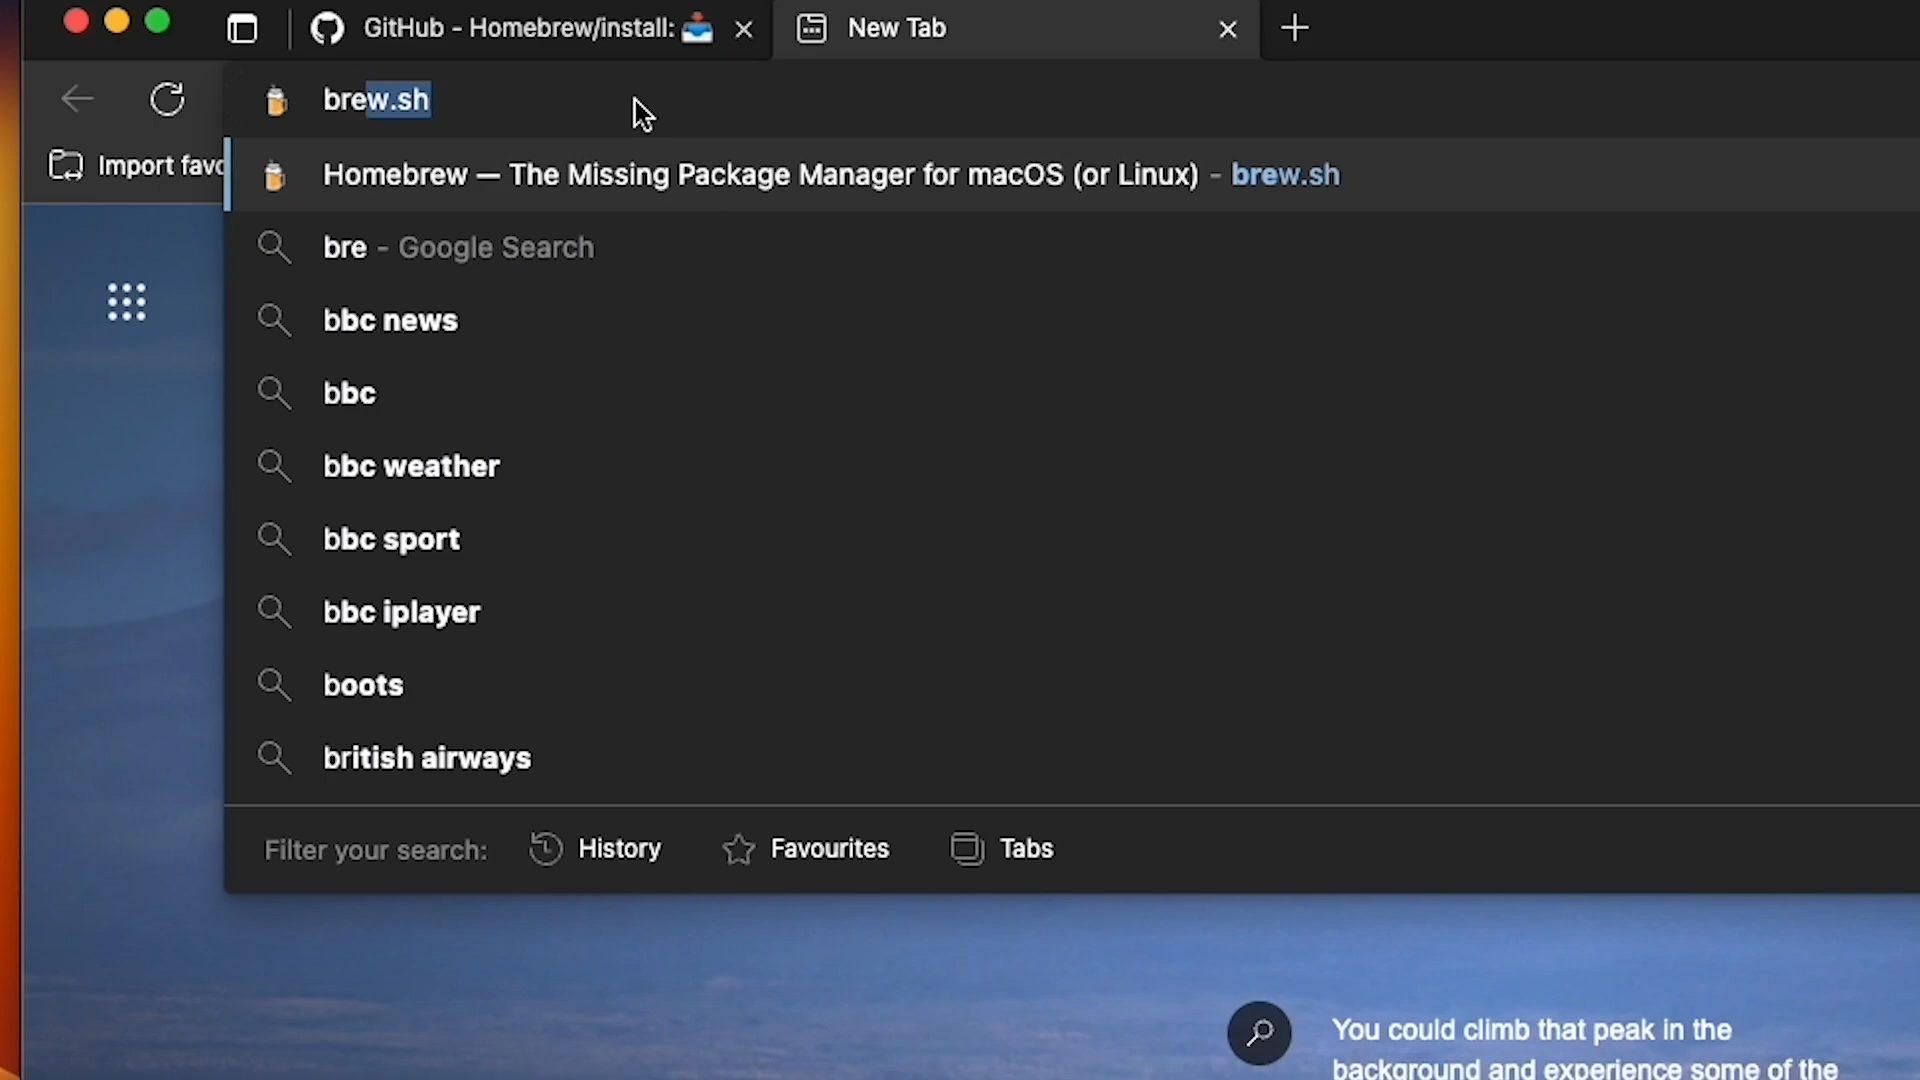 GitHub - Homebrew/install:
New Tab
brew.sh
Import favo
Homebrew — The Missing Package Manager for macOS (or Linux) - brew.sh
bre - Google Search
bbc news
bbc
bbc weather
bbc sport
bbc iplayer
boots
british airways
Filter your search:
History
Favourites
Tabs
You could climb that peak in the
background and experience some of the